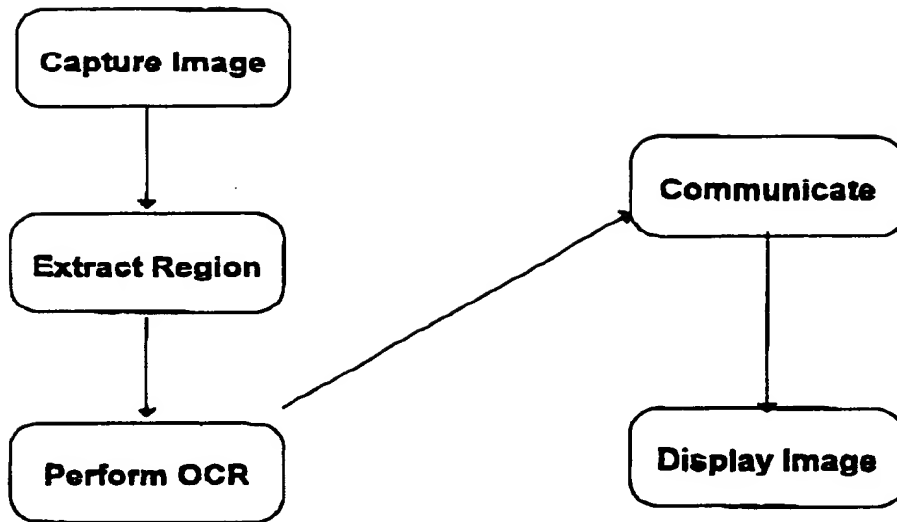 Capture Image
Extract Region
Perform OCR
Communicate
Display Image